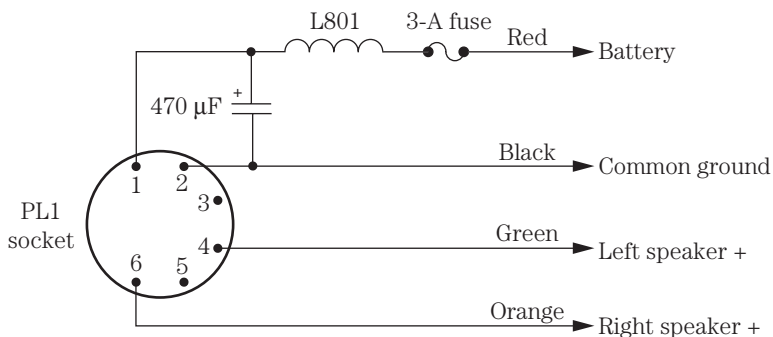 L801
3-A fuse
Red
Battery
+
470 µF
Black
Common ground
1
2
3
PL1
socket
4
Green
Left speaker +
6
5
Orange
Right speaker +